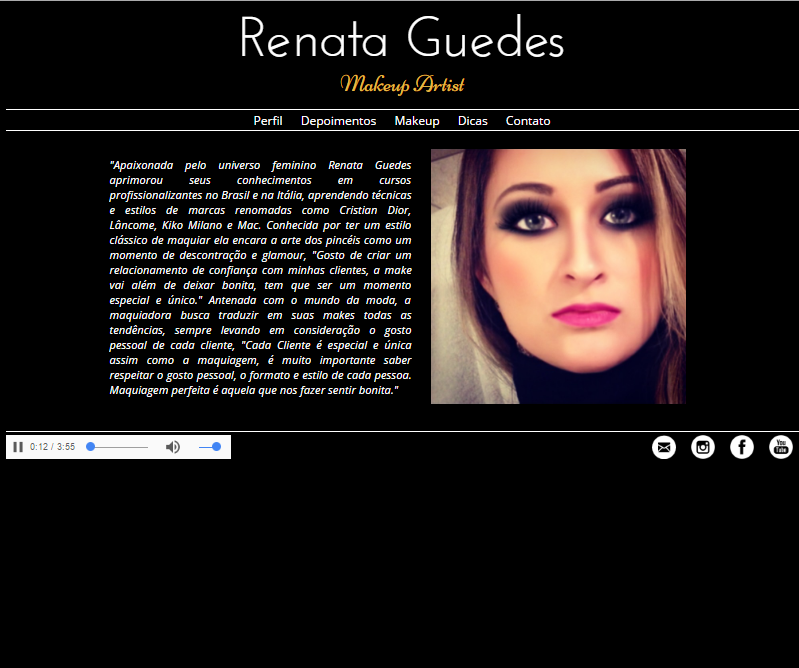 Renata Guedes
Makeup Artist
Perfil Depoimentos Makeup Dicas Contato
"Apaixonada pelo universo feminino Renata Guedes
aprimorou seus conhecimentos em cursos
profissionalizantes no Brasil e na Itália, aprendendo técnicas
e estilos de marcas renomadas como Cristian Dior,
Lâncome, Kiko Milano e Mac. Conhecida por ter um estilo
clássico de maquiar ela encara a arte dos pincéis como um
momento de descontração e glamour, "Gosto de criar um
relacionamento de confiança com minhas clientes, a make
vai além de deixar bonita, tem que ser um momento
especial e único." Antenada com o mundo da moda, a
maquiadora busca traduzir em suas makes todas as
tendências, sempre levando em consideração o gosto
pessoal de cada cliente, "Cada Cliente é especial e única
assim como a maquiagem, é muito importante saber
respeitar o gosto pessoal, o formato e estilo de cada pessoa.
Maquiagem perfeita é aquela que nos fazer sentir bonita."
0:12 / 3:55
You
Tube